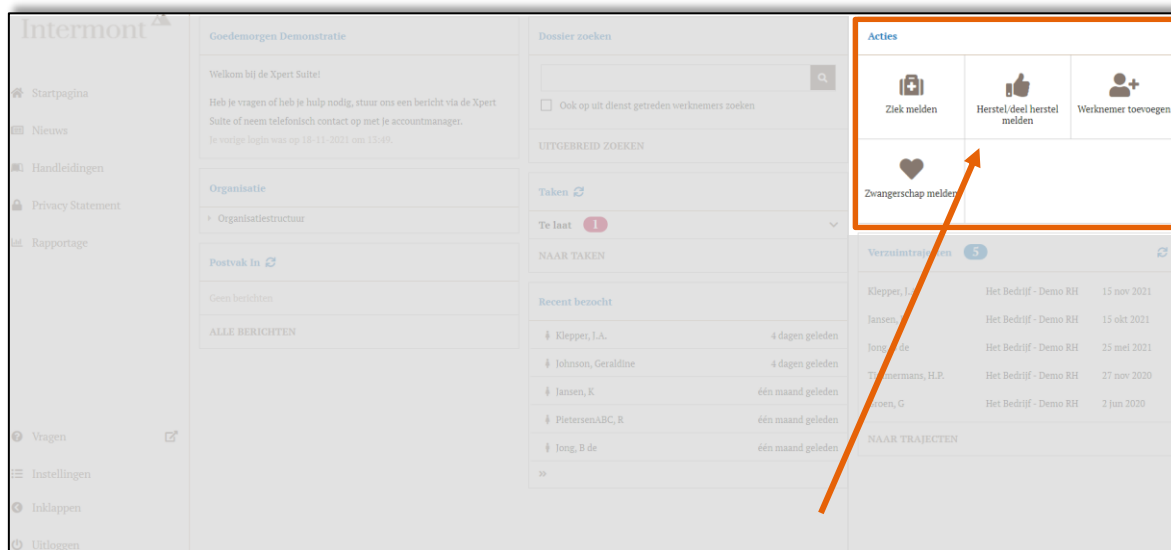 Intermont
Startpagina
Nieuws
Handleidingen
Privacy Statement
Rapportage
Vragen
Instellingen
Inklappen
Uitloggen
Goedemorgen Demonstratie
Welkom bij de Xpert Suite!
Heb je vragen of heb je hulp nodig, stuur ons een bericht via de Xpert
Suite of neem telefonisch contact op met je accountmanager.
Je vorige login was op 18-11-2021 om 13:49.
Organisatie
Organisatiestructuur
Postvak In
Geen berichten
ALLE BERICHTEN
Dossier zoeken
Ook op uit dienst getreden werknemers zoeken
UITGEBREID ZOEKEN
Taken
Te laat 1
NAAR TAKEN
Recent bezocht
Klepper, I.A. 4 dagen geleden
Johnson, Geraldine 4 dagen geleden
Jansen, K één maand geleden
PietersenABC, R één maand geleden
Jong, B de één maand geleden
»
Acties
Ziek melden
Herstel/deel herstel
melden
Werknemer toevoegen
Zwangerschap melden
Verzuimtrajecten 5
Klepper, I. Het Bedrijf - Demo RH 15 nov 2021
Jansen, Het Bedrijf - Demo RH 15 okt 2021
Jong, de Het Bedrijf - Demo RH 25 mei 2021
Timmermans, H.P. Het Bedrijf - Demo RH 27 nov 2020
Groen, G Het Bedrijf - Demo RH 2 jun 2020
NAAR TRAJECTEN